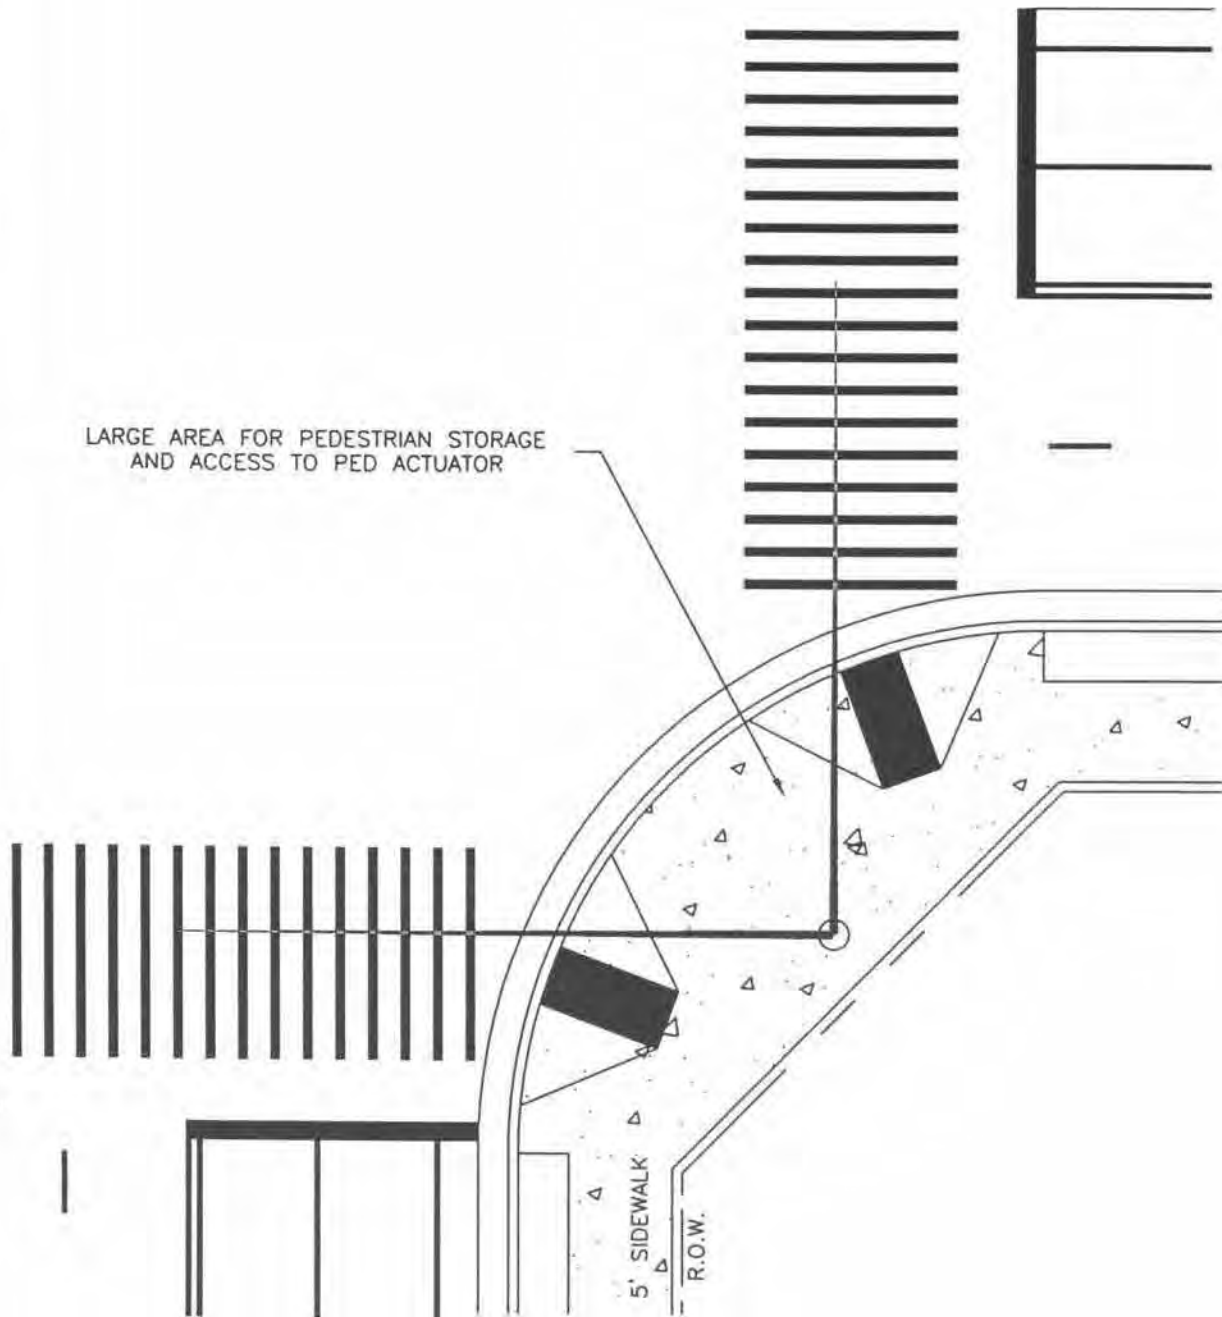 LARGE AREA FOR PEDESTRIAN STORAGE
AND ACCESS TO PED ACTUATOR
5' SIDEWALK
R.O.W.